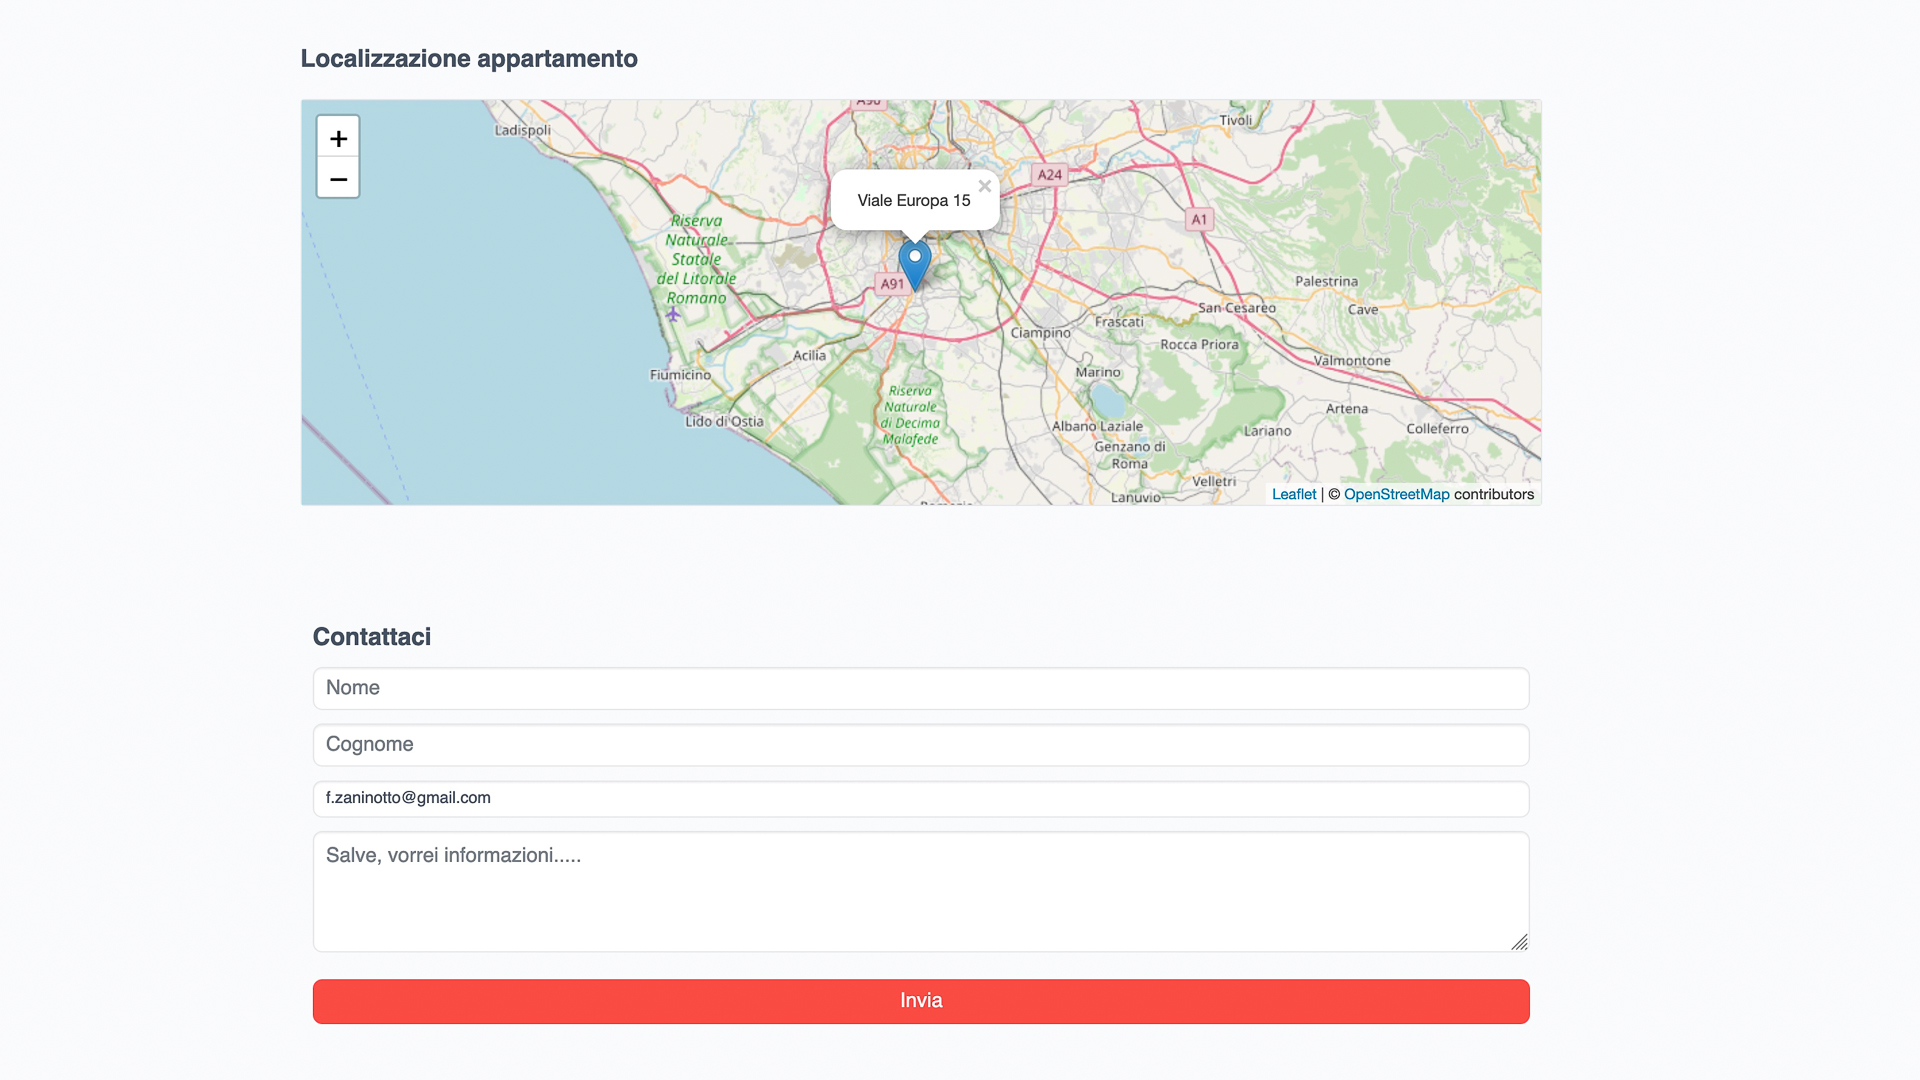 Localizzazione appartamento
+
−
Ladispoli
Tivoli
A24
×
Viale Europa 15
A1
Riserva
Naturale
Statale
del Litorale
Romano
A91
Palestrina
San Cesareo
Cave
Frascati
Ciampino
Rocca Priora
Acilia
Valmontone
Fiumicino
Marino
Riserva
Naturale
di Decima
Malafede
Artena
Lido di Ostia
Albano Laziale
Lariano
Colleferro
Genzano di
Roma
Velletri
Lanuvio
Leaflet | © OpenStreetMap contributors
Contattaci
Nome
Cognome
f.zaninotto@gmail.com
Salve, vorrei informazioni.....
Invia